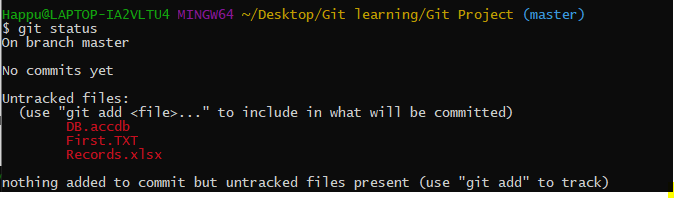 Happu@LAPTOP-IA2VLTU4 MINGW64 ~/Desktop/Git learning/Git Project (master)
$ git status
On branch master
No commits yet
Untracked files:
(use "git add <file>..." to include in what will be committed)
DB.accdb
First.TXT
Records.xlsx
nothing added to commit but untracked files present (use "git add" to track)